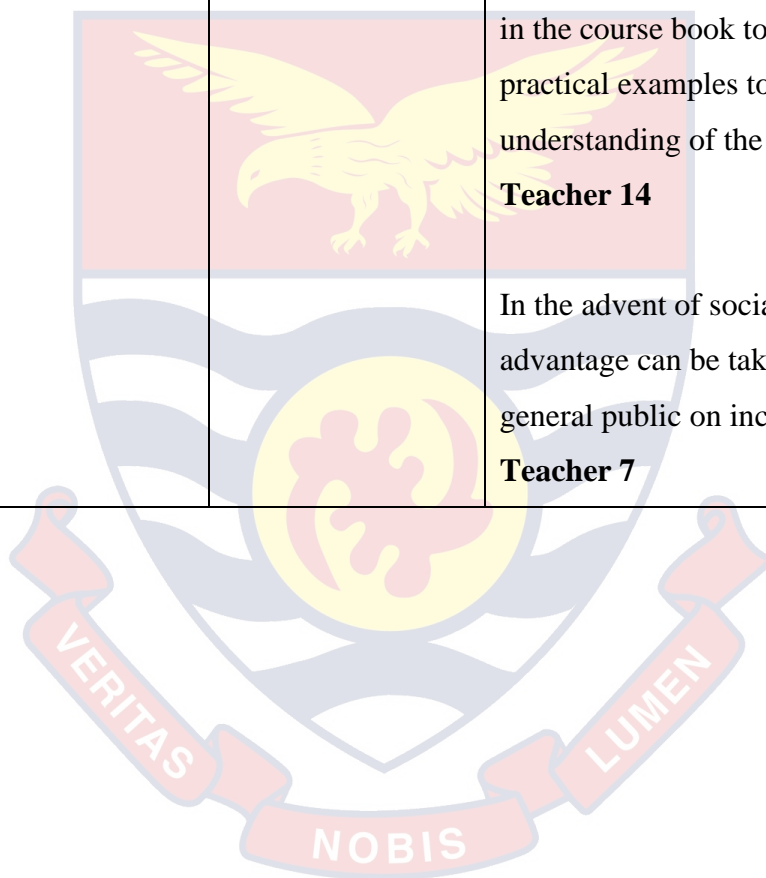 in the course book to
practical examples to
understanding of the
Teacher 14
In the advent of socia
advantage can be tak
general public on inc
Teacher 7
VERITAS
NOBIS
LUMEN